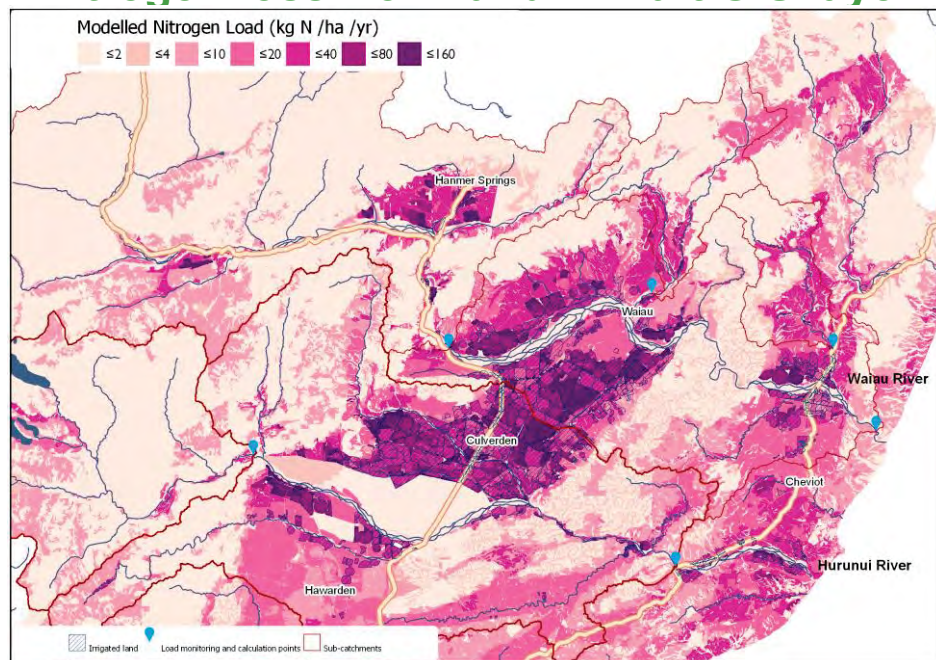 Modelled Nitrogen Load (kg N /ha /yr)
≤2 ≤4 ≤10 ≤20 ≤40 ≤80 ≤160
Hanmer Springs
Waiau
Waiau River
Culverden
Cheviot
Hurunui River
Hawarden
Irrigated land Load monitoring and calculation points Sub-catchments